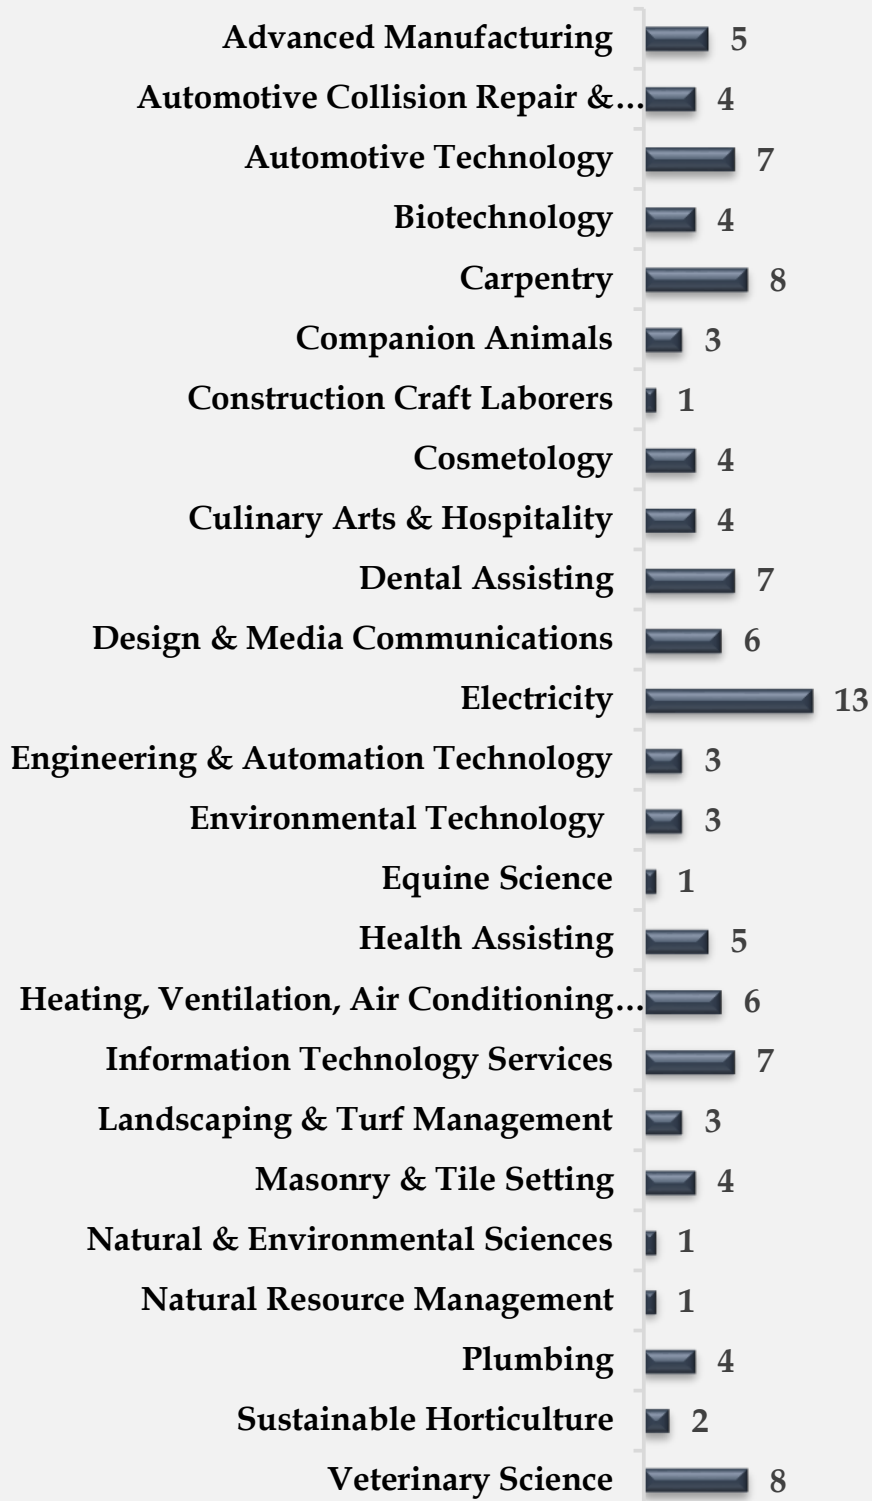 Advanced Manufacturing 5
Automotive Collision Repair &... 4
Automotive Technology 7
Biotechnology 4
Carpentry 8
Companion Animals 3
Construction Craft Laborers 1
Cosmetology 4
Culinary Arts & Hospitality 4
Dental Assisting 7
Design & Media Communications 6
Electricity 13
Engineering & Automation Technology 3
Environmental Technology 3
Equine Science 1
Health Assisting 5
Heating, Ventilation, Air Conditioning... 6
Information Technology Services 7
Landscaping & Turf Management 3
Masonry & Tile Setting 4
Natural & Environmental Sciences 1
Natural Resource Management 1
Plumbing 4
Sustainable Horticulture 2
Veterinary Science 8